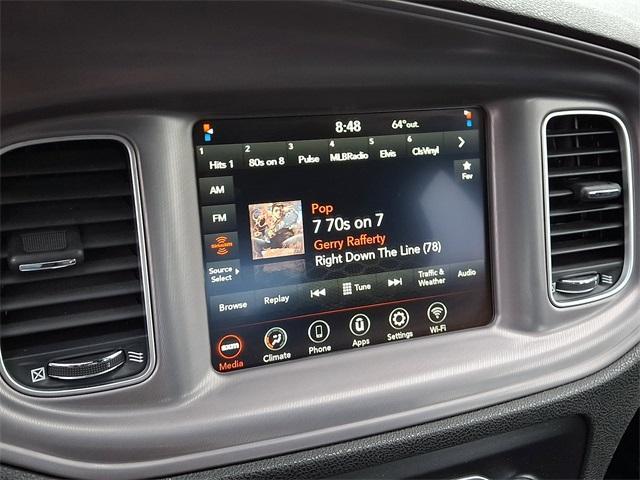 8:48 64°out.
1 Hits 1 2 80s on 8 3 Pulse 4 MLBRadio 5 Elvis 6 ClsVinyl
AM
Fav
FM
Pop
7 70s on 7
Gerry Rafferty
Right Down The Line (78)
SiriusXM
Source
Select
Browse Replay Tune Traffic &
Weather Audio
sxm
Media Climate Phone Apps Settings Wi-Fi